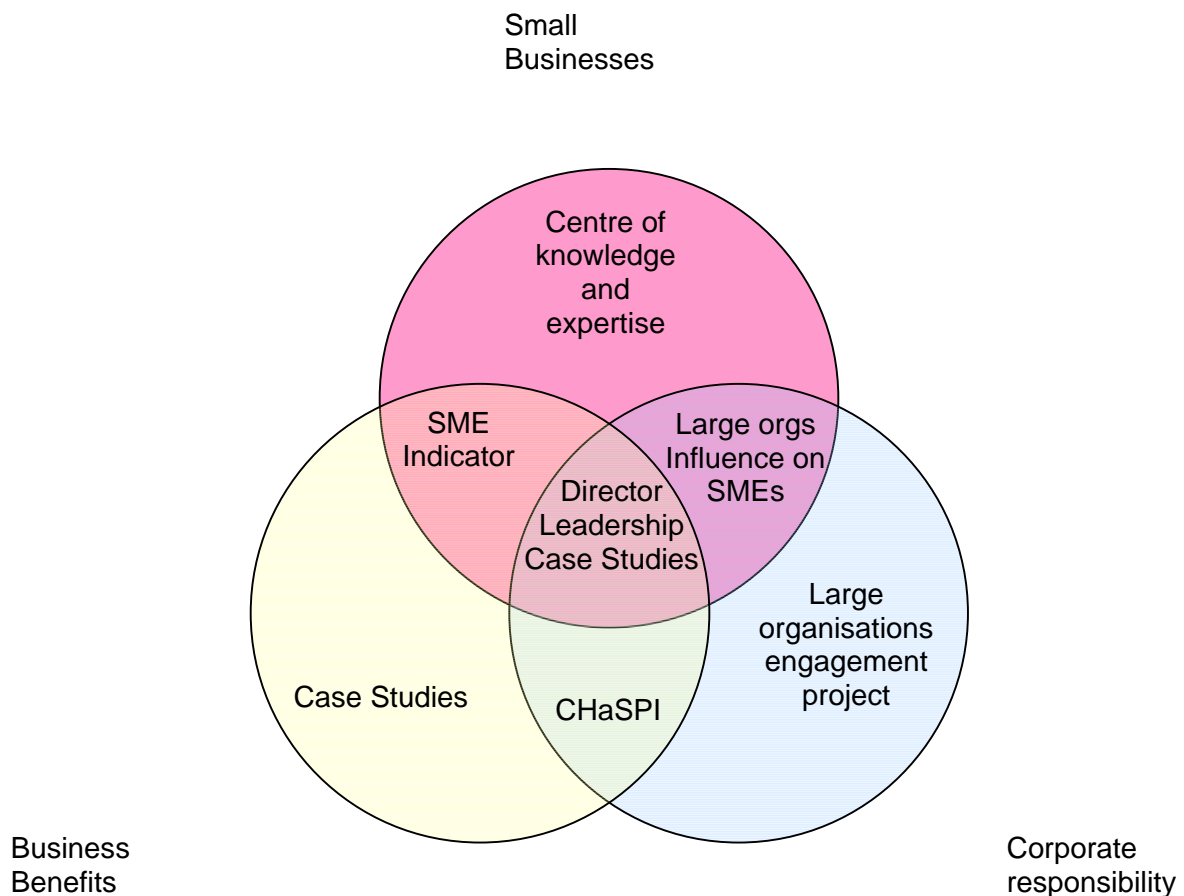 Small
Businesses
Centre of
knowledge
and
expertise
SME
Indicator
Large orgs
Influence on
SMEs
Director
Leadership
Case Studies
Large
organisations
engagement
project
Case Studies
CHaSPI
Business
Benefits
Corporate
responsibility